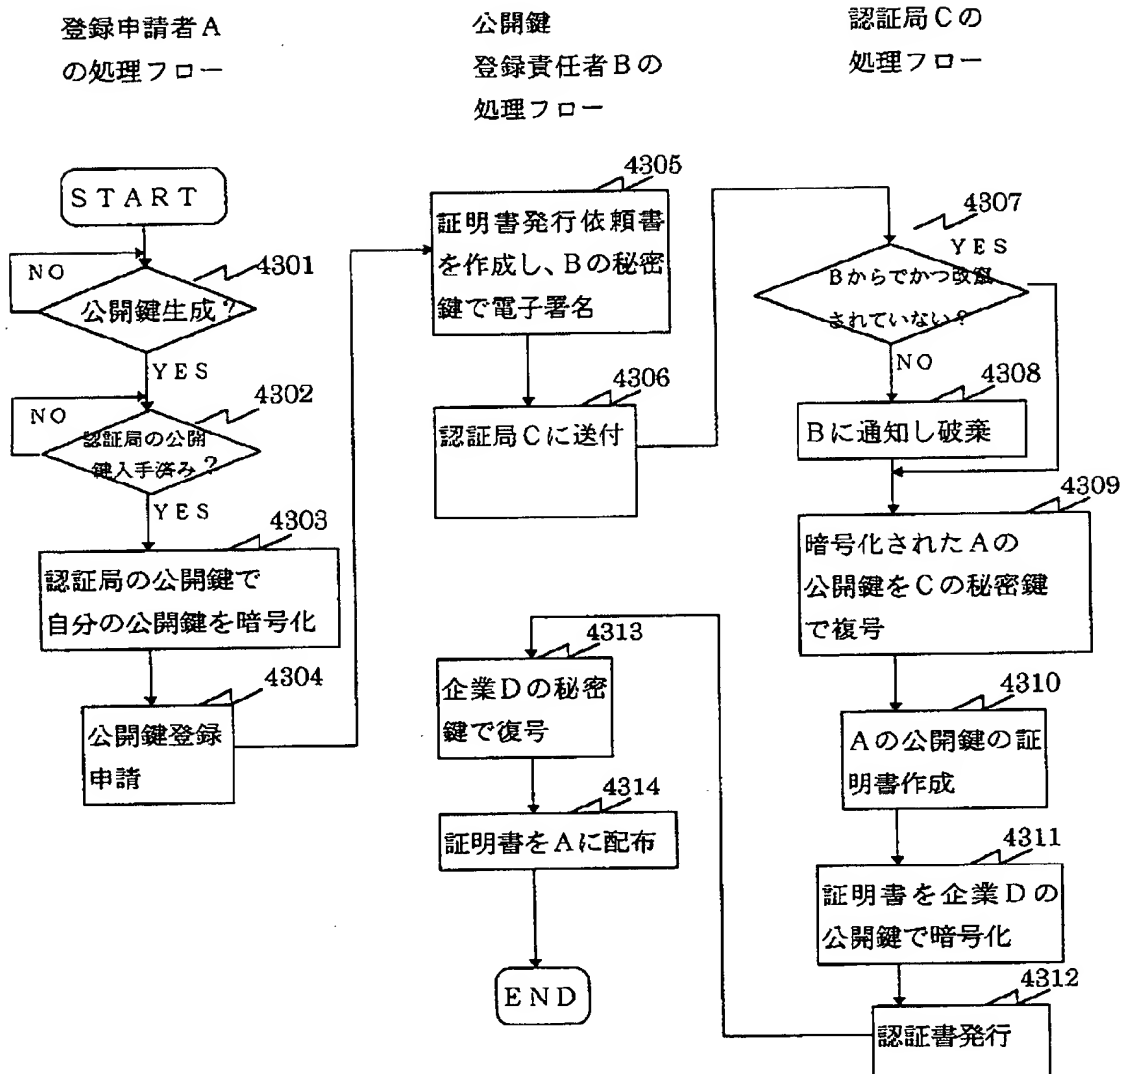 登録申請者A
の処理フロー
公開鍵
登録責任者Bの
処理フロー
認証局Cの
処理フロー
START
NO
4301
公開鍵生成?
YES
NO
4302
認証局の公開
鍵入手済み?
YES
4303
認証局の公開鍵で
自分の公開鍵を暗号化
4304
公開鍵登録
申請
4305
証明書発行依頼書
を作成し、Bの秘密
鍵で電子署名
4306
認証局Cに送付
4307
YES
Bからでかつ改竄
されていない?
NO
4308
Bに通知し破棄
4309
暗号化されたAの
公開鍵をCの秘密鍵
で複号
4310
Aの公開鍵の証
明書作成
4311
証明書を企業Dの
公開鍵で暗号化
4312
認証書発行
4313
企業Dの秘密
鍵で復号
4314
証明書をAに配布
END